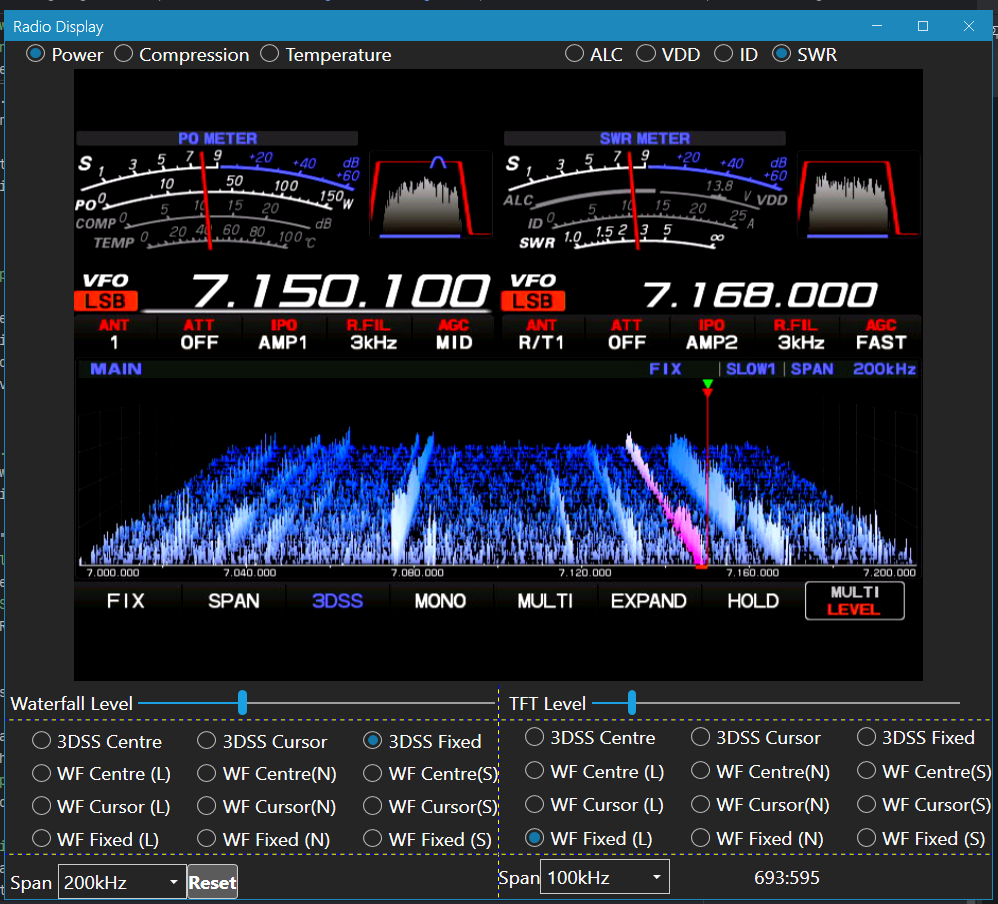 Radio Display
Power Compression Temperature ALC VDD ID SWR
PO METER SWR METER
S 1 3 5 7 9 +20 +40 dB +60
PO 0 10 50 100 150 W
COMP 0 5 10 15 20 dB
TEMP 0 20 40 60 80 100 °C
S 1 3 5 7 9 +20 +40 dB +60
ALC 13.8 V VDD
ID 0 5 10 15 20 25 A
SWR 1.0 1.5 2 3 5 ∞
VFO 7.150.100 VFO 7.168.000
LSB LSB
ANT ATT IPO R.FIL AGC ANT ATT IPO R.FIL AGC
1 OFF AMP1 3kHz MID R/T1 OFF AMP2 3kHz FAST
MAIN FIX SLOW1 SPAN 200kHz
7.000.000 7.040.000 7.080.000 7.120.000 7.160.000 7.200.000
FIX SPAN 3DSS MONO MULTI EXPAND HOLD MULTI
LEVEL
Waterfall Level TFT Level
3DSS Centre 3DSS Cursor 3DSS Fixed 3DSS Centre 3DSS Cursor 3DSS Fixed
WF Centre (L) WF Centre(N) WF Centre(S) WF Centre (L) WF Centre(N) WF Centre(S)
WF Cursor (L) WF Cursor(N) WF Cursor(S) WF Cursor (L) WF Cursor(N) WF Cursor(S)
WF Fixed (L) WF Fixed (N) WF Fixed (S) WF Fixed (L) WF Fixed (N) WF Fixed (S)
Span 200kHz Reset Span 100kHz 693:595